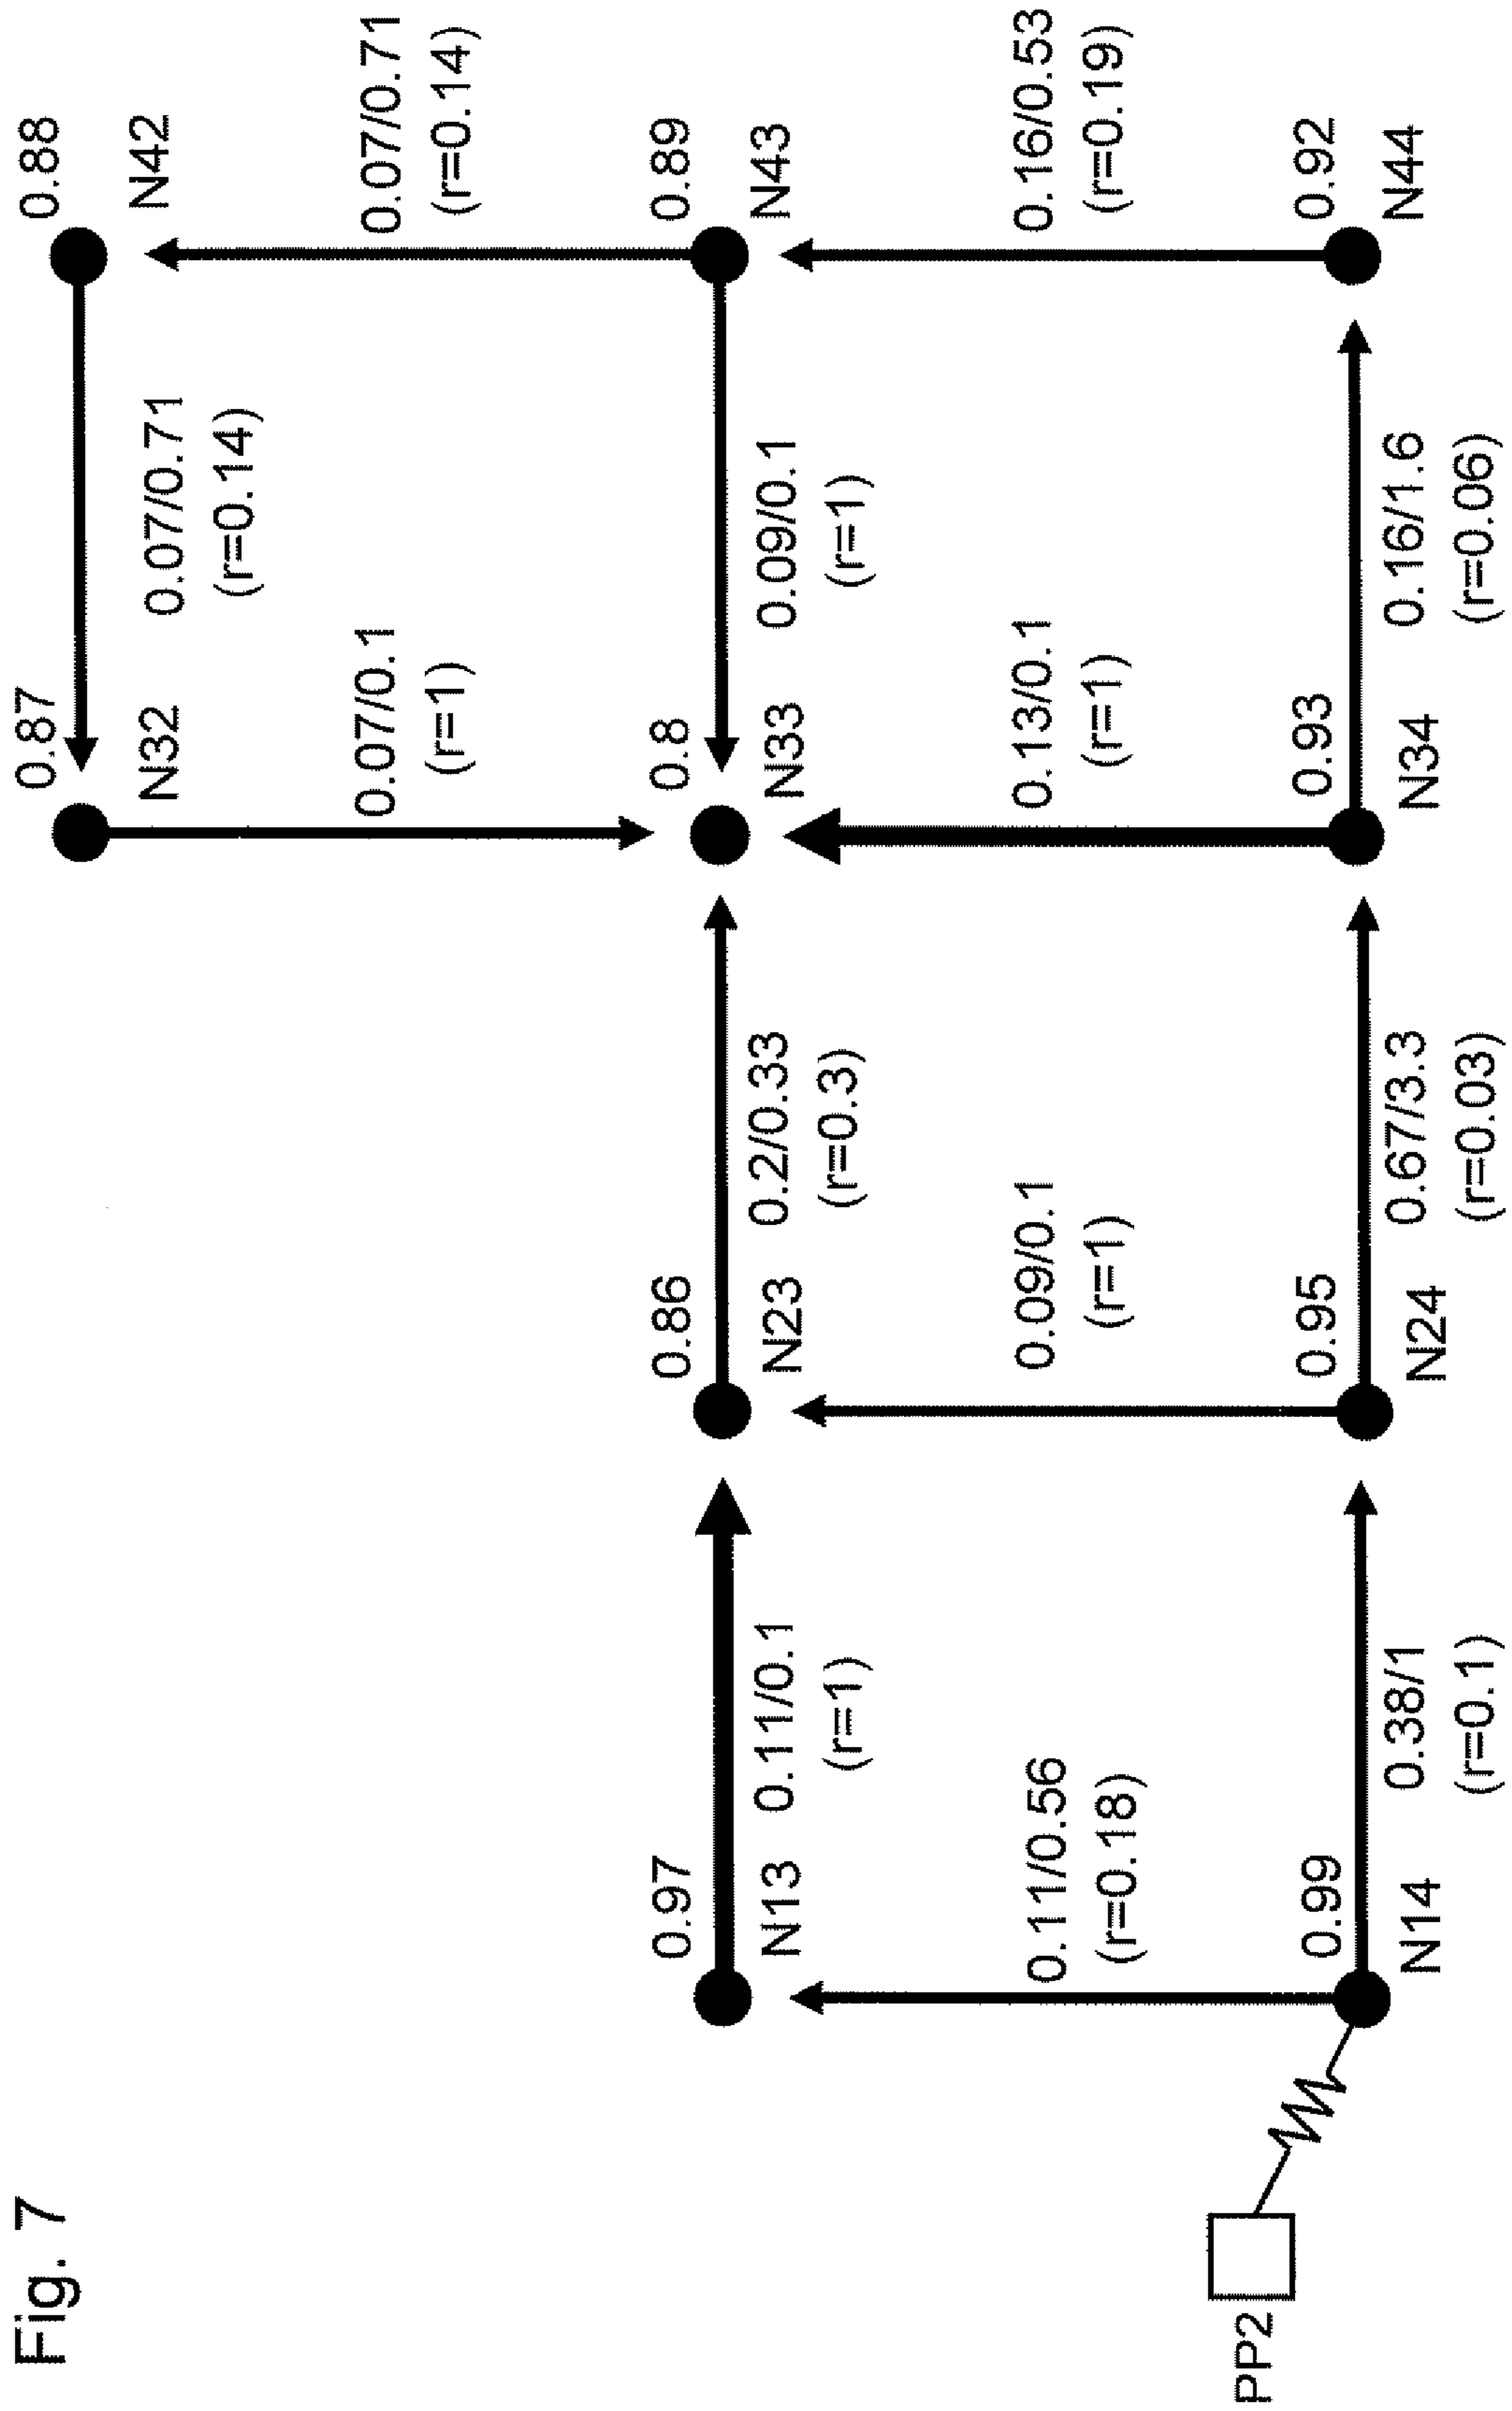 Fig. 7
0.87
0.88
N32
0.07/0.71
(r=0.14)
N42
0.07/0.1
(r=1)
0.07/0.71
(r=0.14)
0.97
0.86
0.8
0.89
N13
0.11/0.1
(r=1)
N23
0.2/0.33
(r=0.3)
N33
0.09/0.1
(r=1)
N43
0.11/0.56
(r=0.18)
0.09/0.1
(r=1)
0.13/0.1
(r=1)
0.16/0.53
(r=0.19)
PP2
0.99
0.95
0.93
0.92
N14
0.38/1
(r=0.1)
N24
0.67/3.3
(r=0.03)
N34
0.16/1.6
(r=0.06)
N44